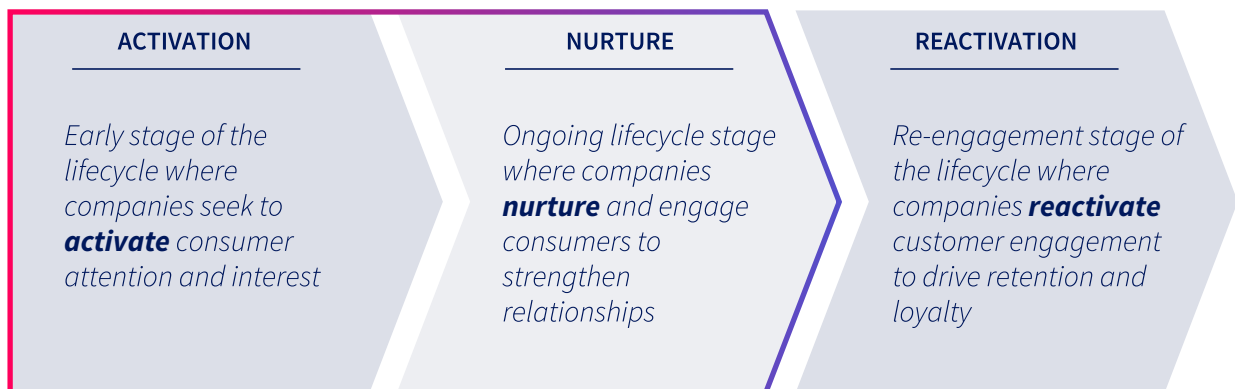 ACTIVATION
Early stage of the
lifecycle where
companies seek to
activate consumer
attention and interest
NURTURE
Ongoing lifecycle stage
where companies
nurture and engage
consumers to
strengthen
relationships
REACTIVATION
Re-engagement stage of
the lifecycle where
companies reactivate
customer engagement
to drive retention and
loyalty